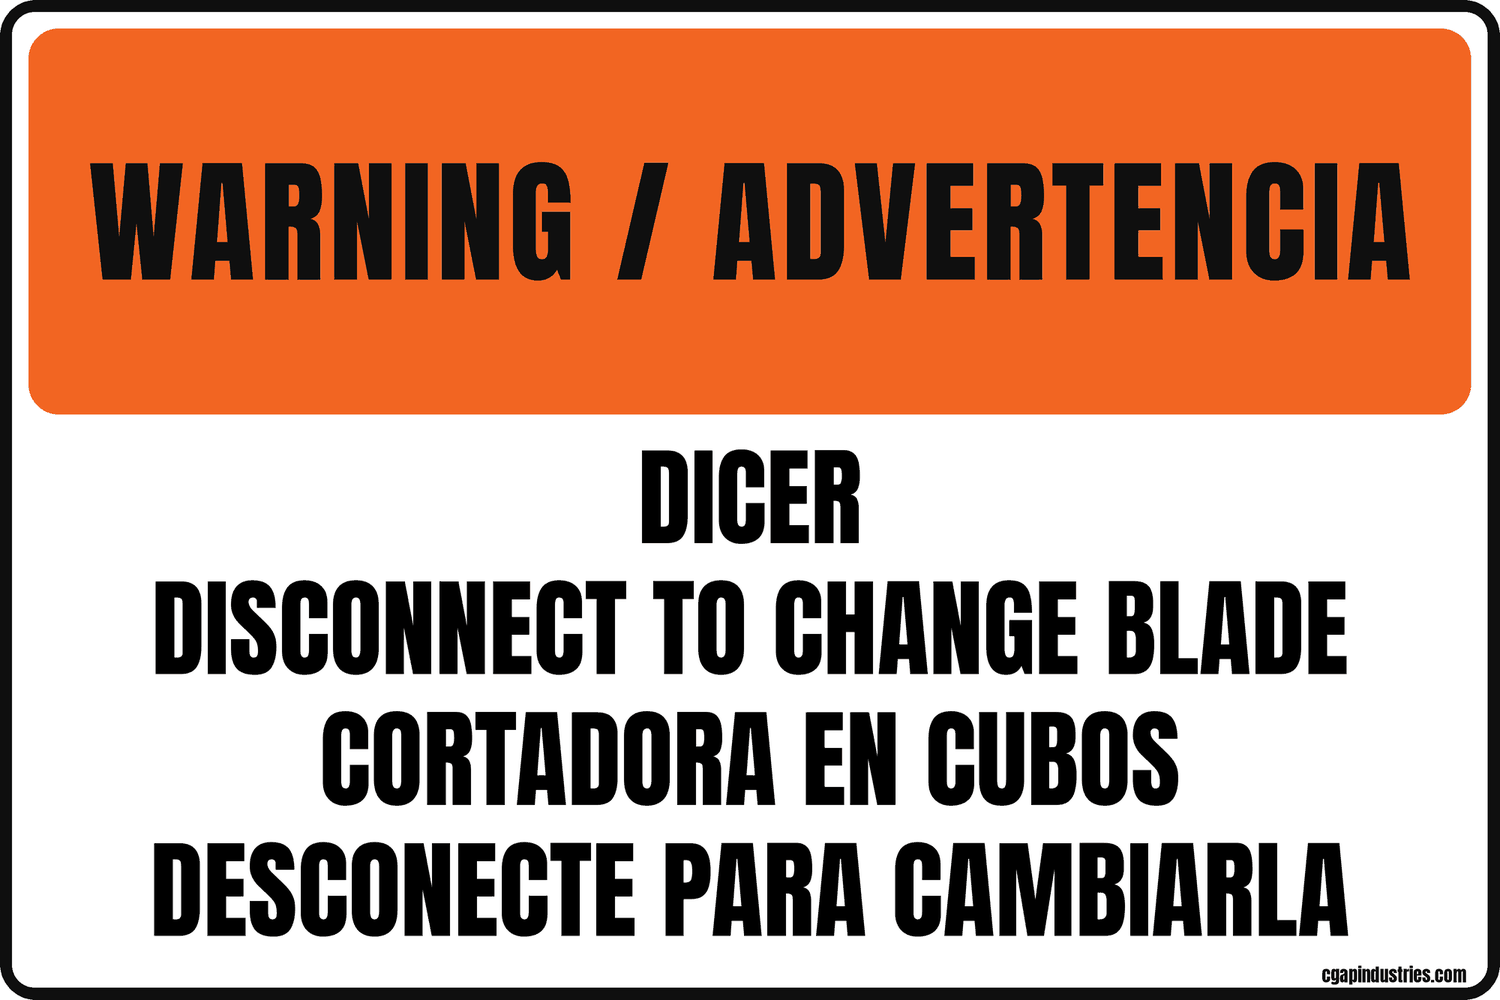 WARNING / ADVERTENCIA
DICER
DISCONNECT TO CHANGE BLADE
CORTADORA EN CUBOS
DESCONECTE PARA CAMBIARLA
cgapindustries.com